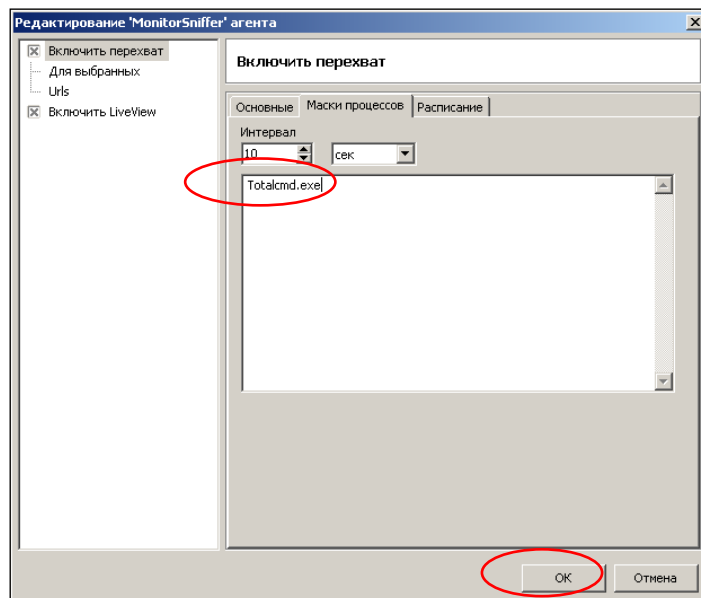 Редактирование 'MonitorSniffer' агента
Включить перехват
Для выбранных
Urls
Включить LiveView
Включить перехват
Основные Маски процессов Расписание
Интервал
10 сек
Totalcmd.exe
ОК Отмена